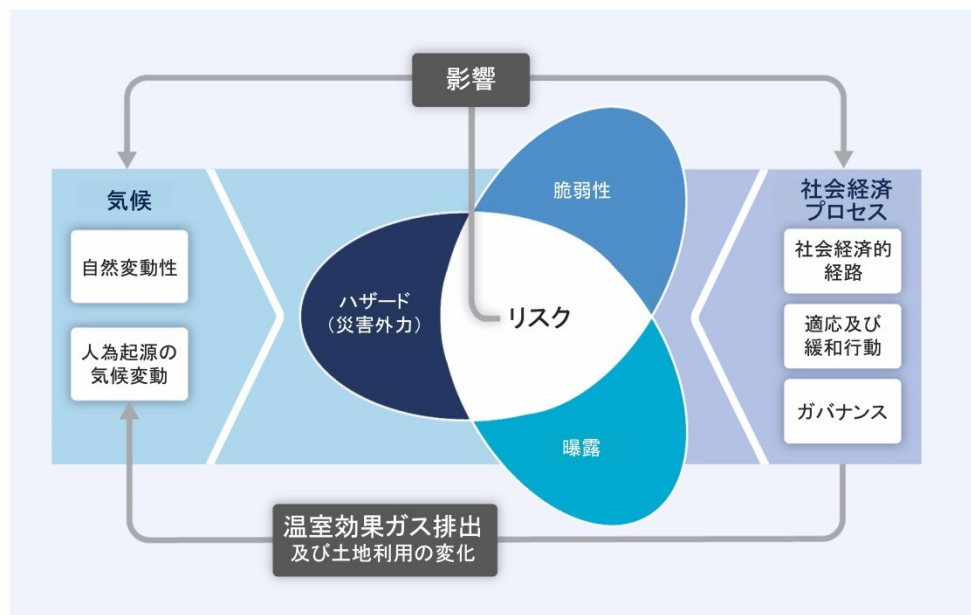 影響
気候
自然変動性
人為起源の
気候変動
脆弱性
ハザード
（災害外力）
リスク
曝露
社会経済
プロセス
社会経済的
経路
適応及び
緩和行動
ガバナンス
温室効果ガス排出
及び土地利用の変化